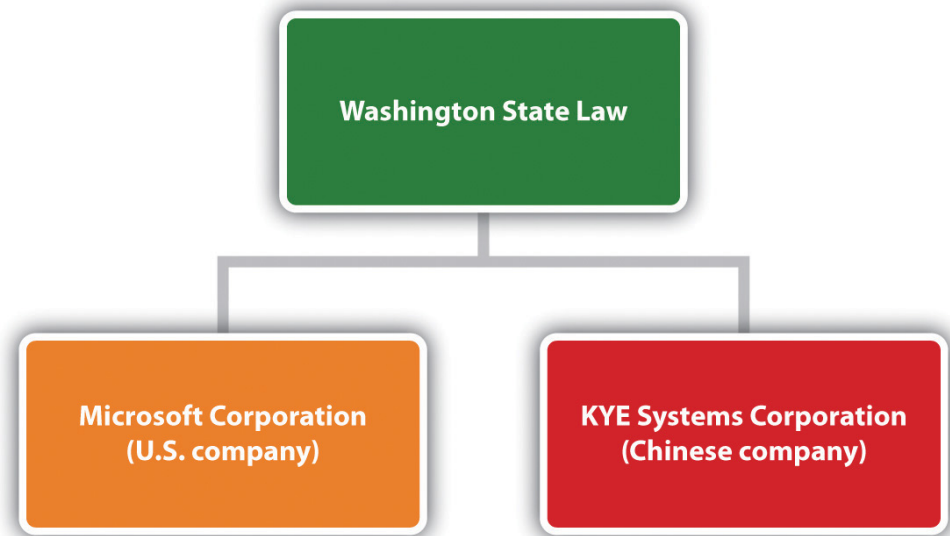 Washington State Law
Microsoft Corporation
(U.S. company)
KYE Systems Corporation
(Chinese company)